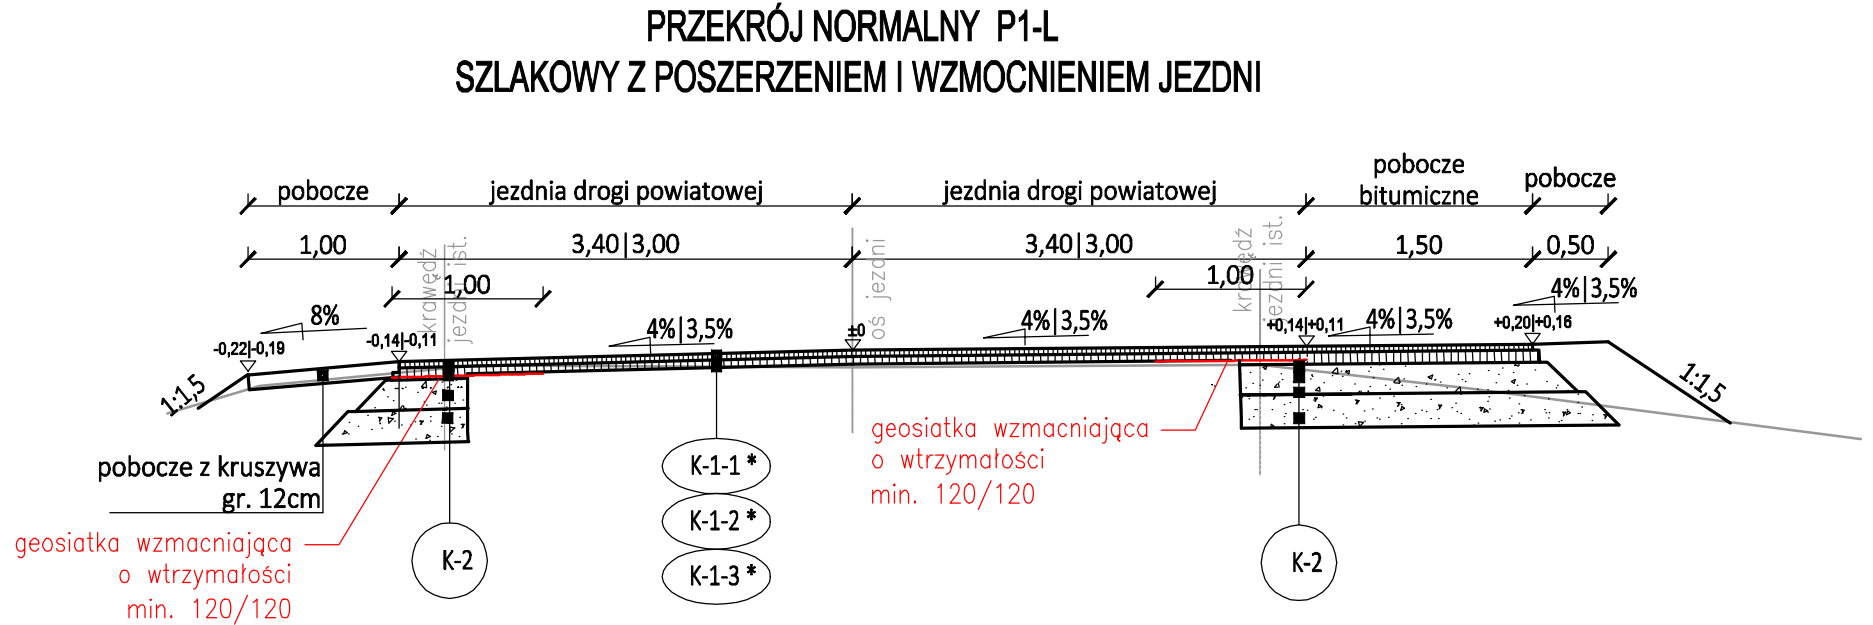 PRZEKRÓJ NORMALNY P1-L
SZLAKOWY Z POSZERZENIEM I WZMOCNIENIEM JEZDNI
pobocze
jezdnia drogi powiatowej
jezdnia drogi powiatowej
pobocze
bitumiczne
pobocze
1,00
3,40|3,00
3,40|3,00
1,50
0,50
krawędź
jezdni ist.
1,00
oś jezdni
1,00
krawędź
jezdni ist.
8%
4%|3,5%
4%|3,5%
4%|3,5%
4%|3,5%
-0,22|-0,19
-0,14|-0,11
±0
+0,14|+0,11
+0,20|+0,16
1:1,5
1:1,5
pobocze z kruszywa
gr. 12cm
geosiatka wzmacniająca
o wtrzymałości
min. 120/120
K-2
K-1-1 *
K-1-2 *
K-1-3 *
geosiatka wzmacniająca
o wtrzymałości
min. 120/120
K-2